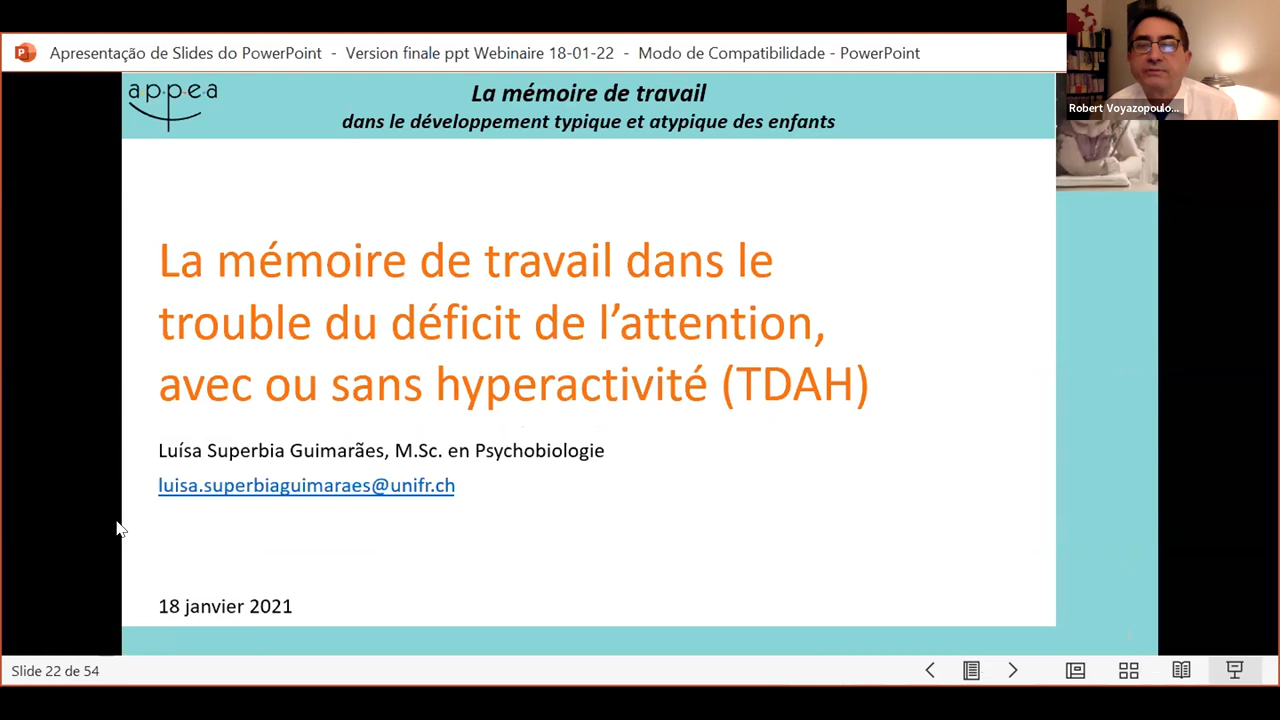 Apresentação de Slides do PowerPoint - Version finale ppt Webinaire 18-01-22 - Modo de Compatibilidade - PowerPoint
Robert Voyazopoulo...
appea
La mémoire de travail
dans le développement typique et atypique des enfants
La mémoire de travail dans le
trouble du déficit de l’attention,
avec ou sans hyperactivité (TDAH)
Luísa Superbia Guimarães, M.Sc. en Psychobiologie
luisa.superbiaguimaraes@unifr.ch
18 janvier 2021
Slide 22 de 54